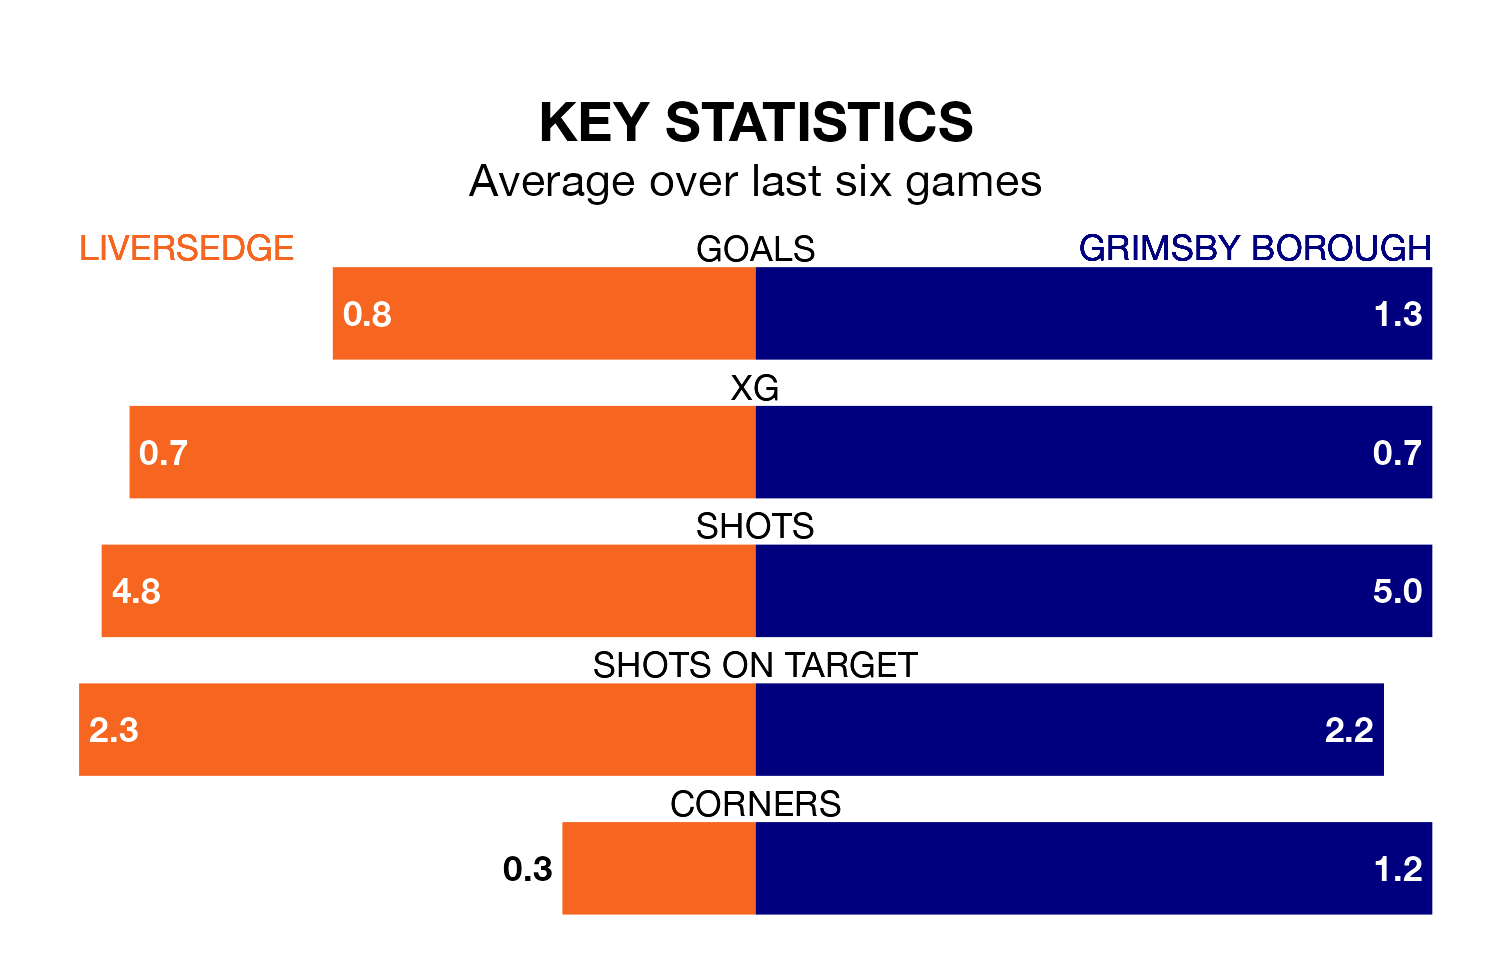 KEY STATISTICS
Average over last six games
LIVERSEDGE GOALS GRIMSBY BOROUGH
0.8 1.3
XG
0.7 0.7
SHOTS
4.8 5.0
SHOTS ON TARGET
2.3 2.2
CORNERS
0.3 1.2